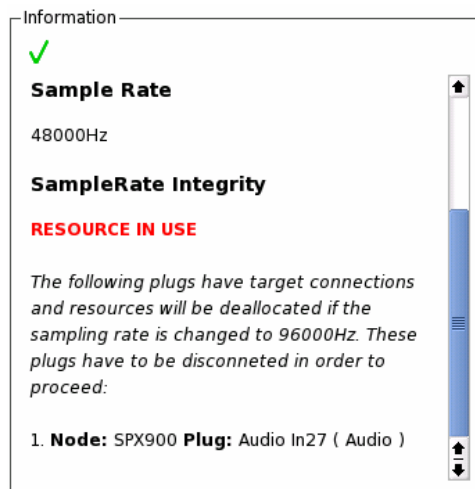 Information
Sample Rate
48000Hz
SampleRate Integrity
RESOURCE IN USE
The following plugs have target connections
and resources will be deallocated if the
sampling rate is changed to 96000Hz. These
plugs have to be disconneted in order to
proceed:
1. Node: SPX900 Plug: Audio In27 ( Audio )